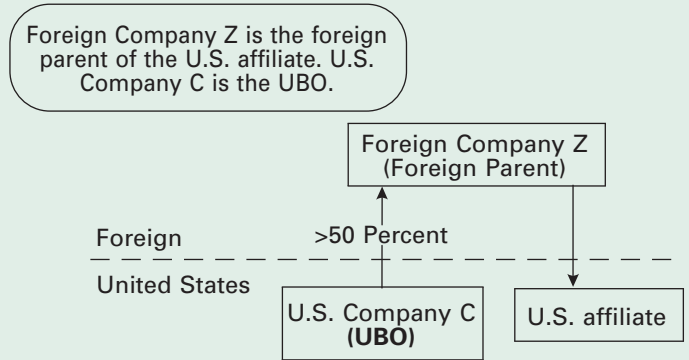 Foreign Company Z is the foreign
parent of the U.S. affiliate. U.S.
Company C is the UBO.
Foreign Company Z
(Foreign Parent)
Foreign
>50 Percent
United States
U.S. Company C
(UBO)
U.S. affiliate